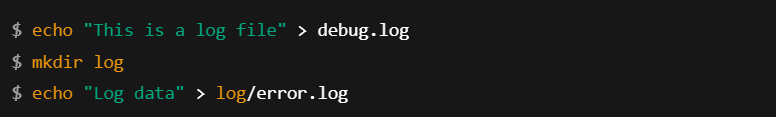 $ echo "This is a log file" > debug.log
$ mkdir log
$ echo "Log data" > log/error.log